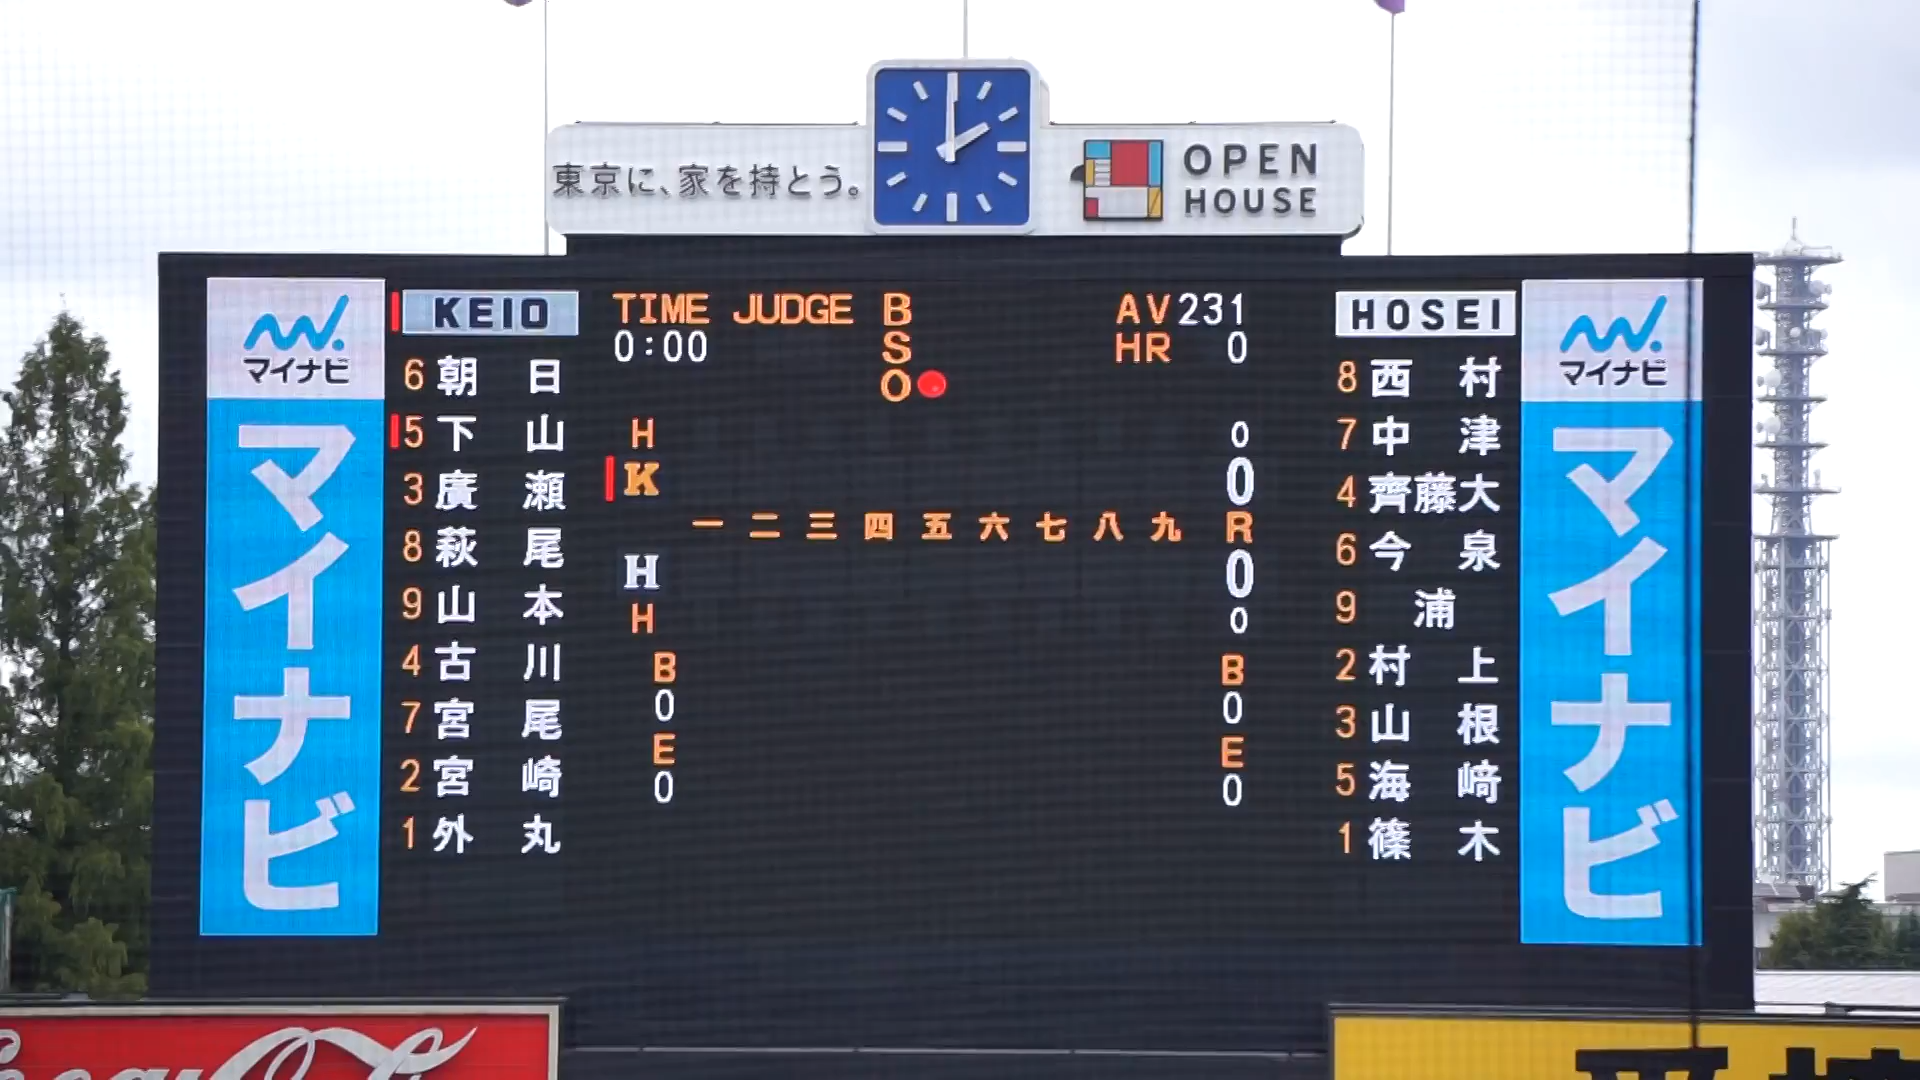 東京に、家を持とう。
OPEN
HOUSE
マイナビ
マイナビ
KEIO
6 朝日
5 下山
3 廣瀬
8 萩尾
9 山本
4 古川
7 宮尾
2 宮崎
1 外丸
TIME JUDGE B
0:00 S
O
AV 231
HR 0
H 0
K 0
一 二 三 四 五 六 七 八 九 R
H 0
H 0
B B
0 0
E E
0 0
HOSEI
8 西村
7 中津
4 齊藤大
6 今泉
9 浦
2 村上
3 山根
5 海﨑
1 篠木
マイナビ
マイナビ